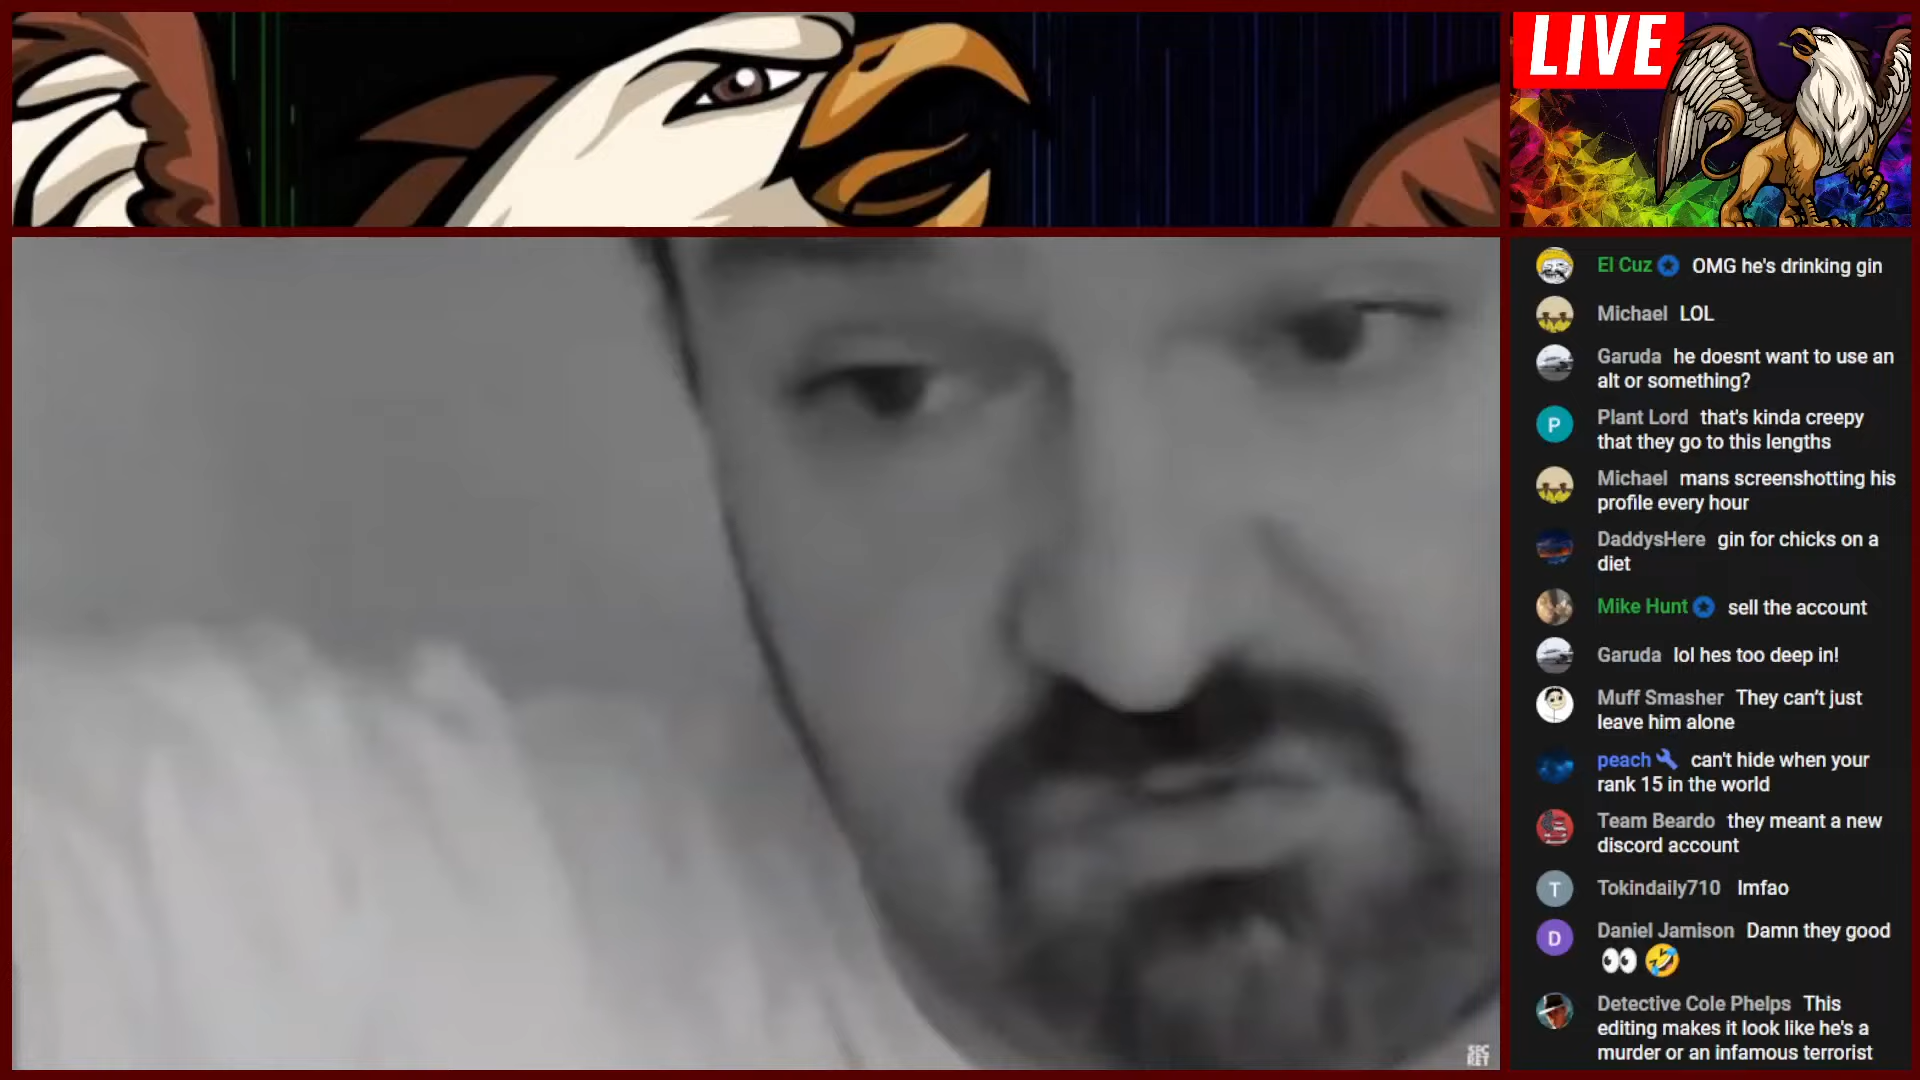 LIVE
El Cuz OMG he's drinking gin
Michael LOL
Garuda he doesnt want to use an
alt or something?
P
Plant Lord that's kinda creepy
that they go to this lengths
Michael mans screenshotting his
profile every hour
DaddysHere gin for chicks on a
diet
Mike Hunt sell the account
Garuda lol hes too deep in!
Muff Smasher They can’t just
leave him alone
peach can't hide when your
rank 15 in the world
Team Beardo they meant a new
discord account
T
Tokindaily710 lmfao
D
Daniel Jamison Damn they good
👀 🤣
Detective Cole Phelps This
editing makes it look like he's a
murder or an infamous terrorist
SEC
RET